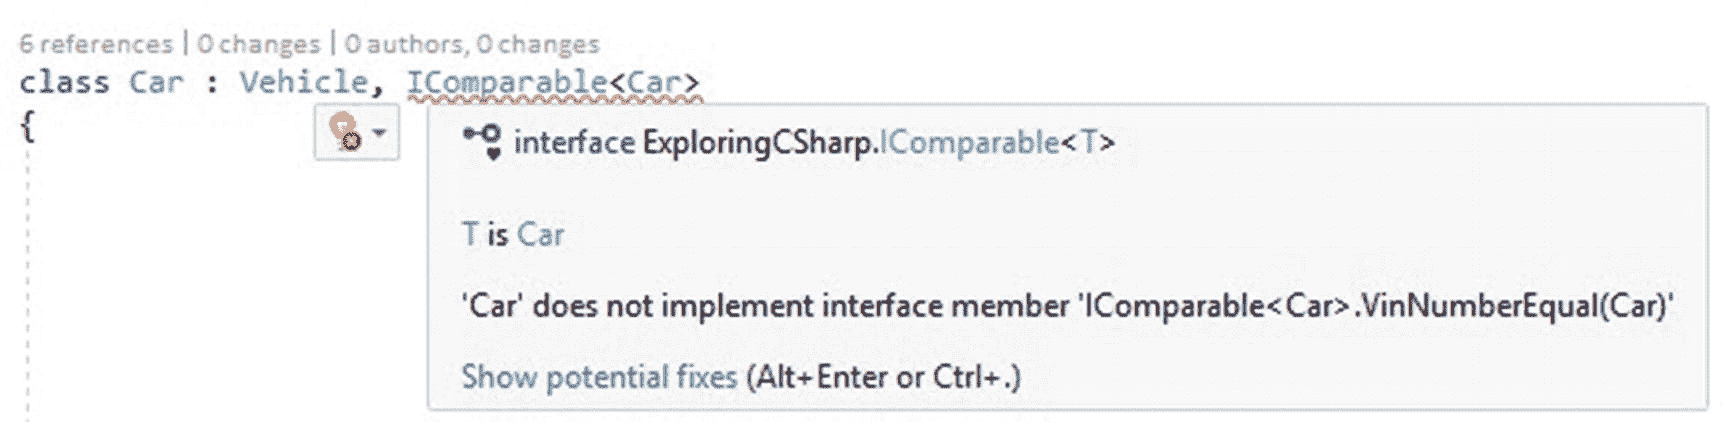 6 references | 0 changes | 0 authors, 0 changes
class Car : Vehicle, IComparable<Car>
{
interface ExploringCSharp.IComparable<T>
T is Car
'Car' does not implement interface member 'IComparable<Car>.VinNumberEqual(Car)'
Show potential fixes (Alt+Enter or Ctrl+.)